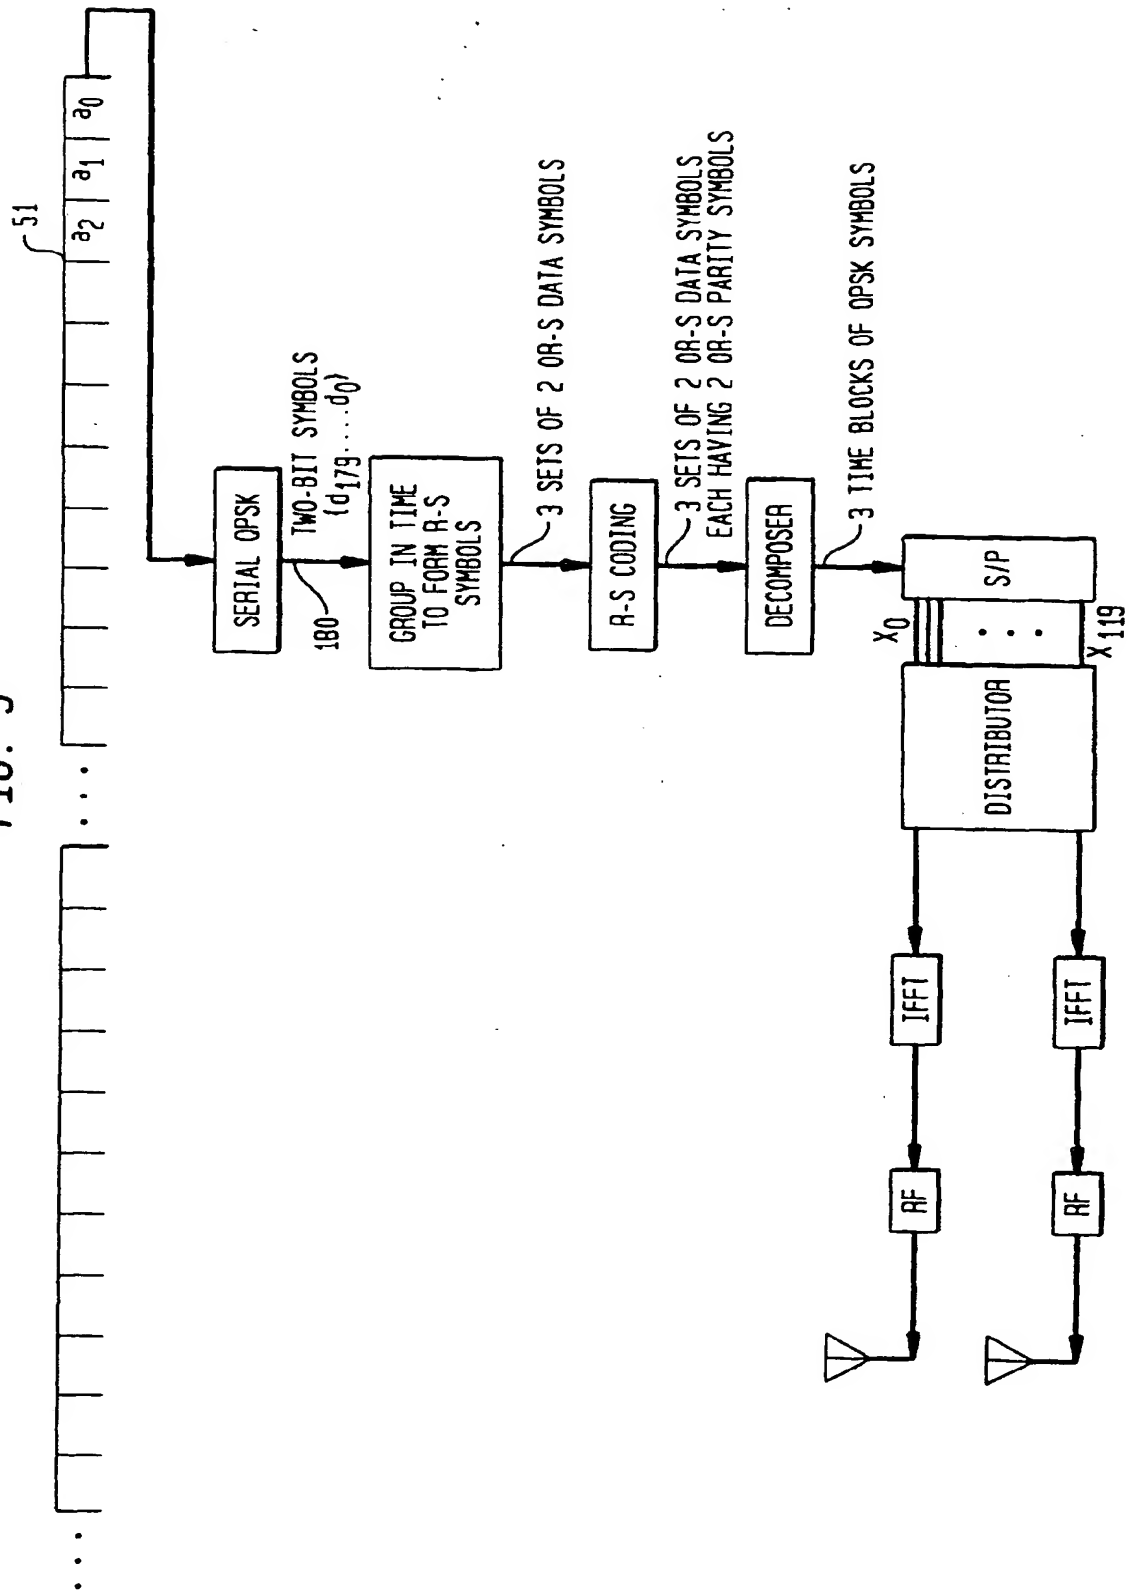 FIG. 5
51
a2 a1 a0
SERIAL QPSK
TWO-BIT SYMBOLS
{d179....d0}
180
GROUP IN TIME
TO FORM R-S
SYMBOLS
3 SETS OF 2 OR-S DATA SYMBOLS
R-S CODING
3 SETS OF 2 OR-S DATA SYMBOLS
EACH HAVING 2 OR-S PARITY SYMBOLS
DECOMPOSER
3 TIME BLOCKS OF QPSK SYMBOLS
S/P
X0
X119
DISTRIBUTOR
IFFT
IFFT
RF
RF